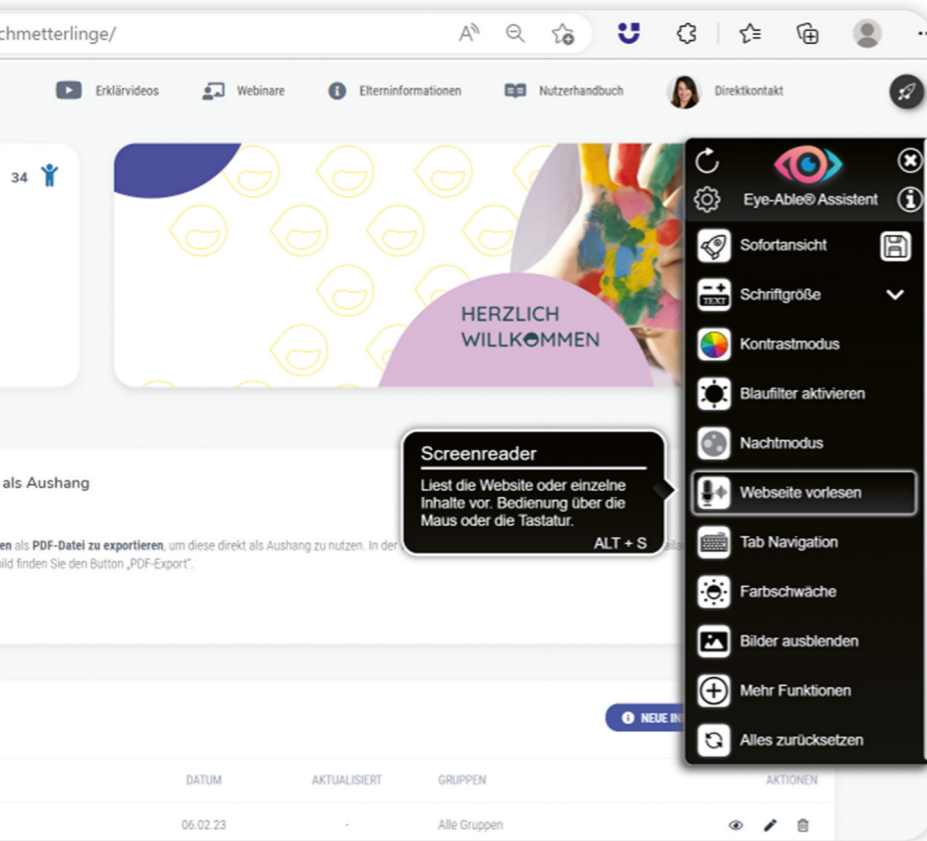 chmetterlinge/
Erklärvideos
Webinare
Elterninformationen
Nutzerhandbuch
Direktkontakt
34
HERZLICH
WILLKOMMEN
Eye-Able® Assistent
Sofortansicht
TEXT
Schriftgröße
Kontrastmodus
Blaufilter aktivieren
Nachtmodus
Webseite vorlesen
Tab Navigation
Farbschwäche
Bilder ausblenden
Mehr Funktionen
Alles zurücksetzen
Screenreader
Liest die Website oder einzelne
Inhalte vor. Bedienung über die
Maus oder die Tastatur.
ALT + S
als Aushang
en als PDF-Datei zu exportieren, um diese direkt als Aushang zu nutzen. In der
ild finden Sie den Button „PDF-Export".
NEUE IN
DATUM
AKTUALISIERT
GRUPPEN
AKTIONEN
06.02.23
-
Alle Gruppen